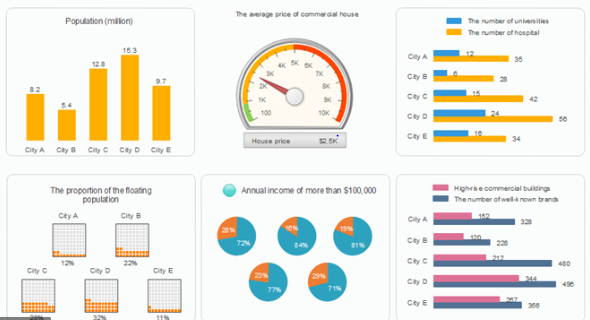 Population (million)
15.3
12.8
9.7
8.2
5.4
City A City B City C City D City E
The average price of commercial house
4K 5K 6K
3K 7K
2K 8K
1K 9K
100 10K
House price $2.5K
The number of universities
The number of hospital
City A 12 35
City B 6 28
City C 15 42
City D 24 56
City E 16 34
The proportion of the floating
population
City A City B
12% 22%
City C City D City E
32% 11%
Annual income of more than $100,000
28% 72%
16% 84%
19% 81%
23% 77%
29% 71%
High-rise commercial buildings
The number of well-known brands
City A 152 328
City B 120 228
City C 212 480
City D 344 496
City E